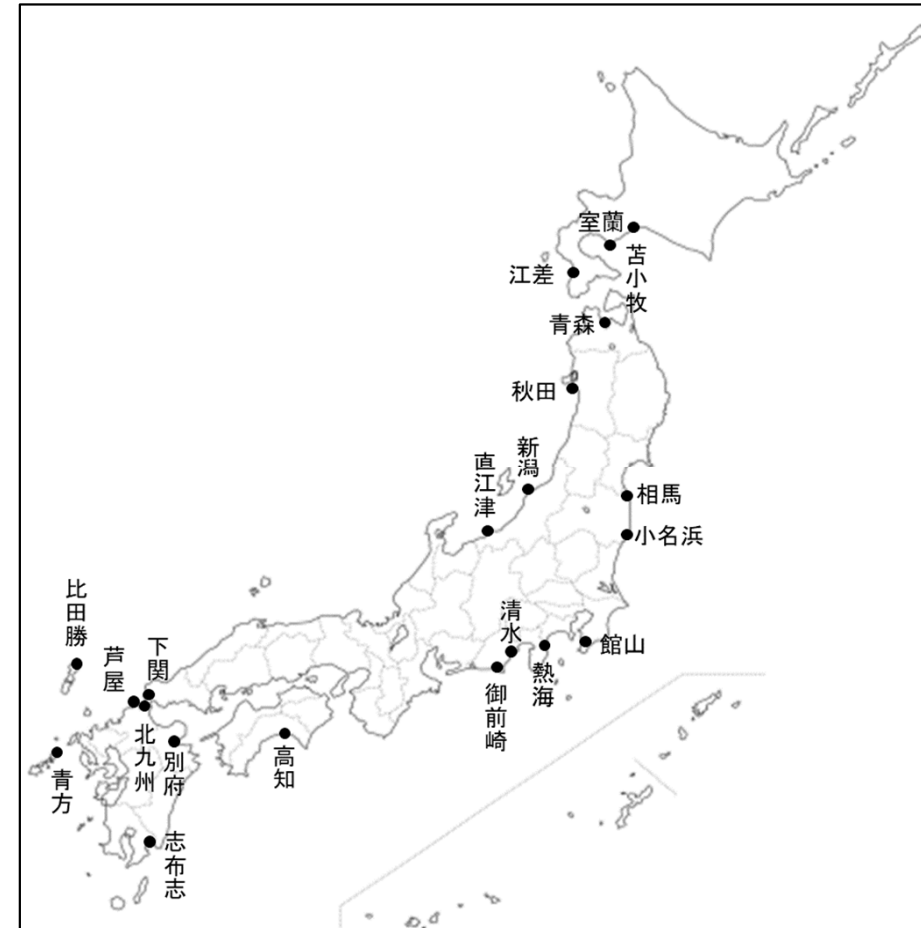 室蘭
苫小牧
江差
青森
秋田
新潟
直江津
相馬
小名浜
比田勝
下関
芦屋
清水
館山
熱海
御前崎
北九州
別府
高知
青方
志布志